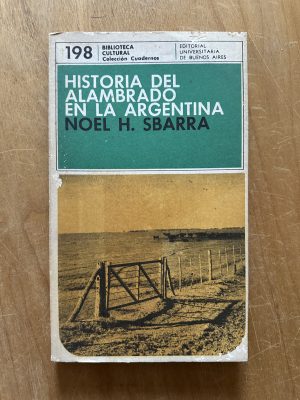 198
BIBLIOTECA
CULTURAL
Colección Cuadernos
EDITORIAL
UNIVERSITARIA
DE BUENOS AIRES
HISTORIA DEL
ALAMBRADO
EN LA ARGENTINA
NOEL H. SBARRA